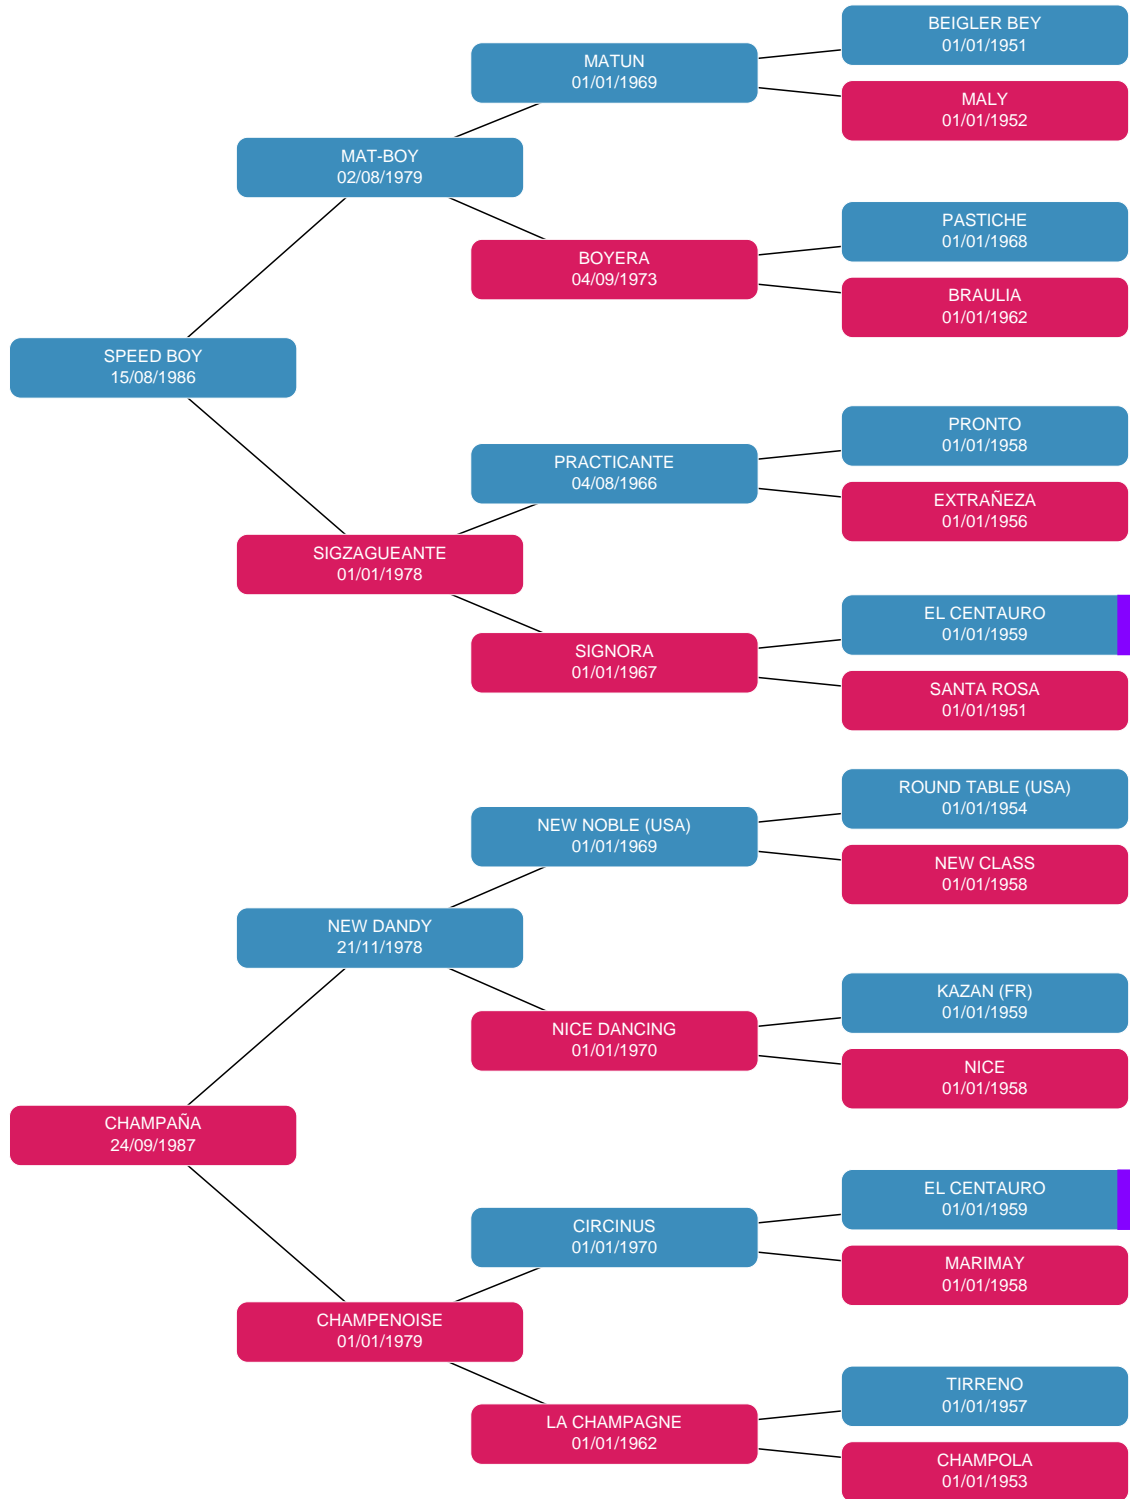 BEIGLER BEY
01/01/1951
MATUN
01/01/1969
MALY
01/01/1952
MAT-BOY
02/08/1979
PASTICHE
01/01/1968
BOYERA
04/09/1973
BRAULIA
01/01/1962
SPEED BOY
15/08/1986
PRONTO
01/01/1958
PRACTICANTE
04/08/1966
EXTRAÑEZA
01/01/1956
SIGZAGUEANTE
01/01/1978
EL CENTAURO
01/01/1959
SIGNORA
01/01/1967
SANTA ROSA
01/01/1951
ROUND TABLE (USA)
01/01/1954
NEW NOBLE (USA)
01/01/1969
NEW CLASS
01/01/1958
NEW DANDY
21/11/1978
KAZAN (FR)
01/01/1959
NICE DANCING
01/01/1970
NICE
01/01/1958
CHAMPAÑA
24/09/1987
EL CENTAURO
01/01/1959
CIRCINUS
01/01/1970
MARIMAY
01/01/1958
CHAMPENOISE
01/01/1979
TIRRENO
01/01/1957
LA CHAMPAGNE
01/01/1962
CHAMPOLA
01/01/1953